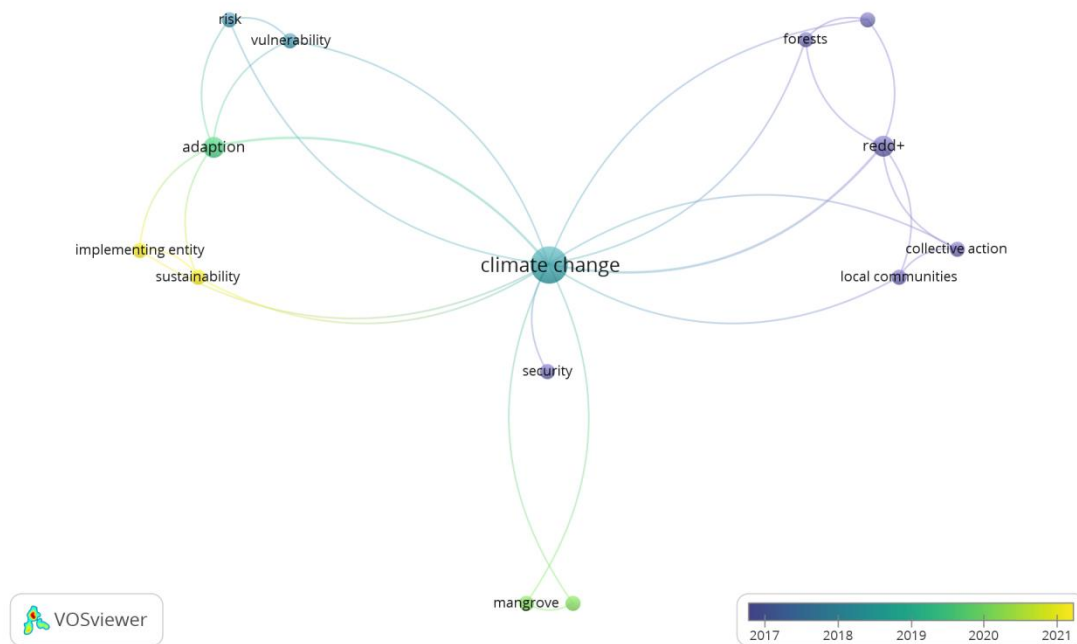 risk
vulnerability
forests
adaption
redd+
implementing entity
sustainability
climate change
collective action
local communities
security
mangrove
VOSviewer
2017 2018 2019 2020 2021